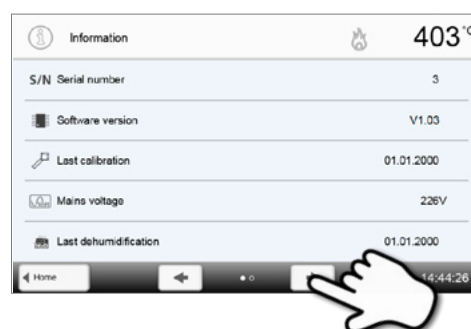 Information 403 °C
S/N Serial number 3
Software version V1.03
Last calibration 01.01.2000
Mains voltage 226V
Last dehumidification 01.01.2000
Home 14:44:26